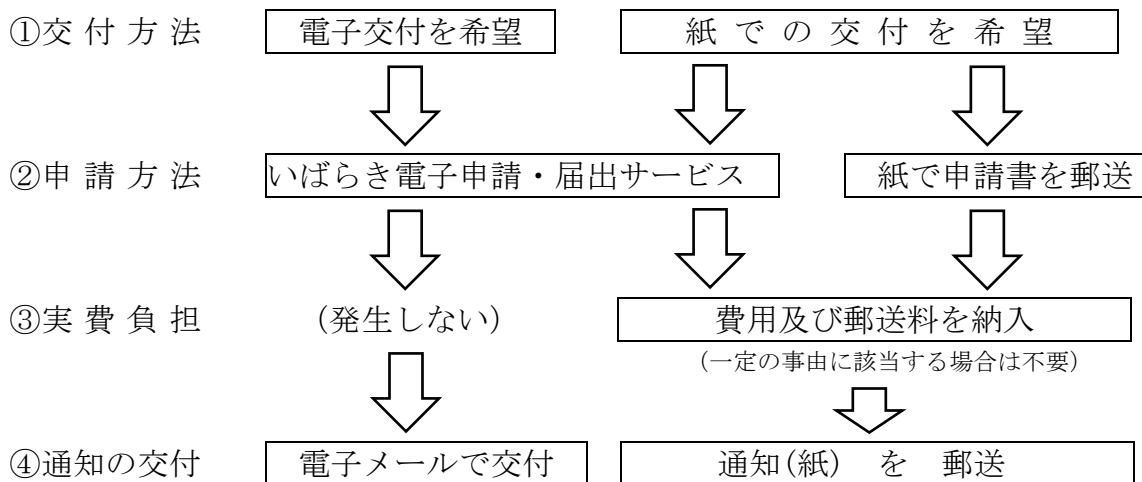 ①交付方法 電子交付を希望 紙での交付を希望
②申請方法 いばらき電子申請・届出サービス 紙で申請書を郵送
③実費負担 (発生しない) 費用及び郵送料を納入
(一定の事由に該当する場合は不要)
④通知の交付 電子メールで交付 通知(紙) を 郵送